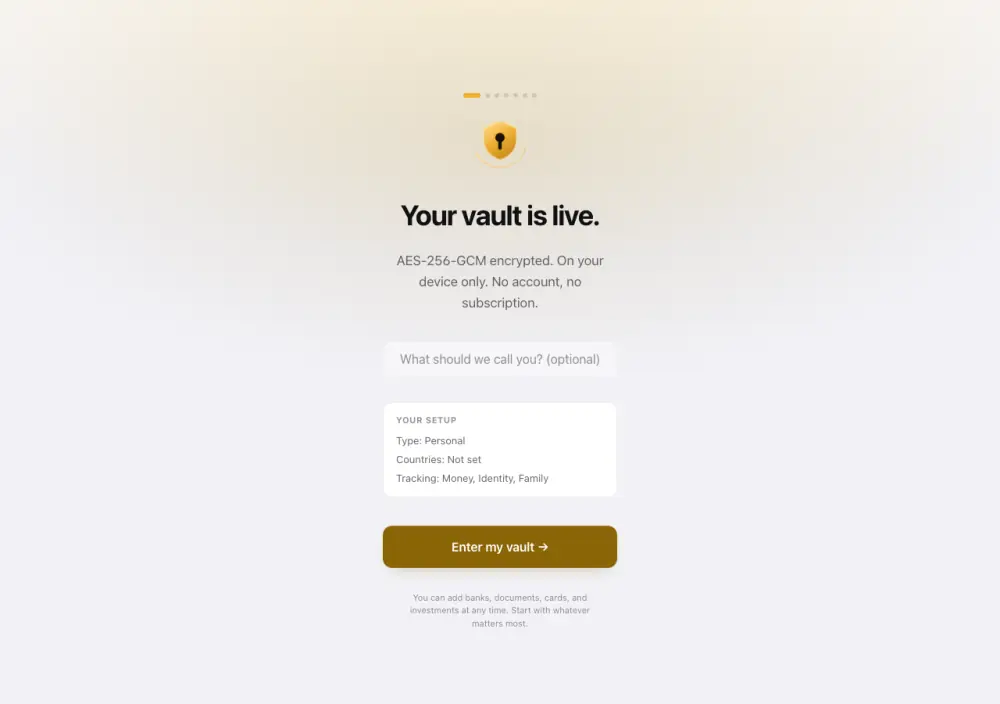 Your vault is live.
AES-256-GCM encrypted. On your
device only. No account, no
subscription.
What should we call you? (optional)
YOUR SETUP
Type: Personal
Countries: Not set
Tracking: Money, Identity, Family
Enter my vault →
You can add banks, documents, cards, and
investments at any time. Start with whatever
matters most.